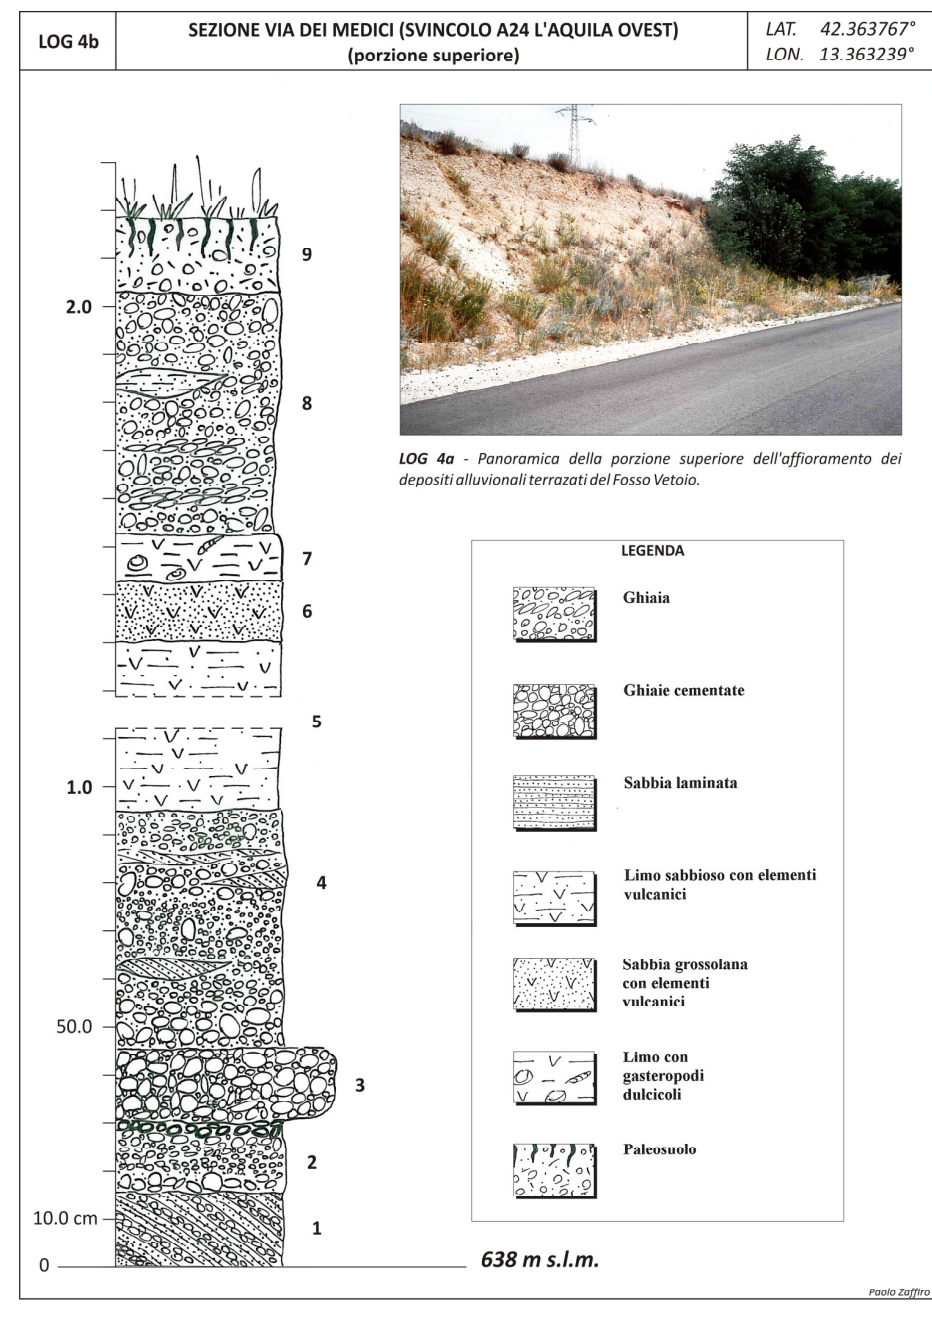 LOG 4b
SEZIONE VIA DEI MEDICI (SVINCOLO A24 L'AQUILA OVEST)
(porzione superiore)
LAT. 42.363767°
LON. 13.363239°
9
2.0
8
7
6
5
1.0
4
50.0
3
2
10.0 cm
1
0
638 m s.l.m.
LOG 4a - Panoramica della porzione superiore dell'affioramento dei
depositi alluvionali terrazati del Fosso Vetoio.
LEGENDA
Ghiaia
Ghiaie cementate
Sabbia laminata
Limo sabbioso con elementi
vulcanici
Sabbia grossolana
con elementi
vulcanici
Limo con
gasteropodi
dulcicoli
Paleosuolo
Paolo Zaffiro